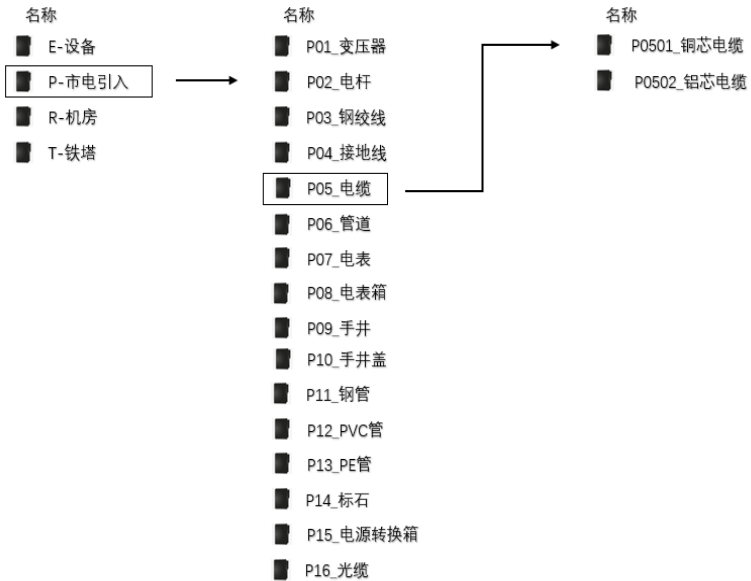 名称
E-设备
P-市电引入
R-机房
T-铁塔
名称
P01_变压器
P02_电杆
P03_钢绞线
P04_接地线
P05_电缆
P06_管道
P07_电表
P08_电表箱
P09_手井
P10_手井盖
P11_钢管
P12_PVC管
P13_PE管
P14_标石
P15_电源转换箱
P16_光缆
名称
P0501_铜芯电缆
P0502_铝芯电缆